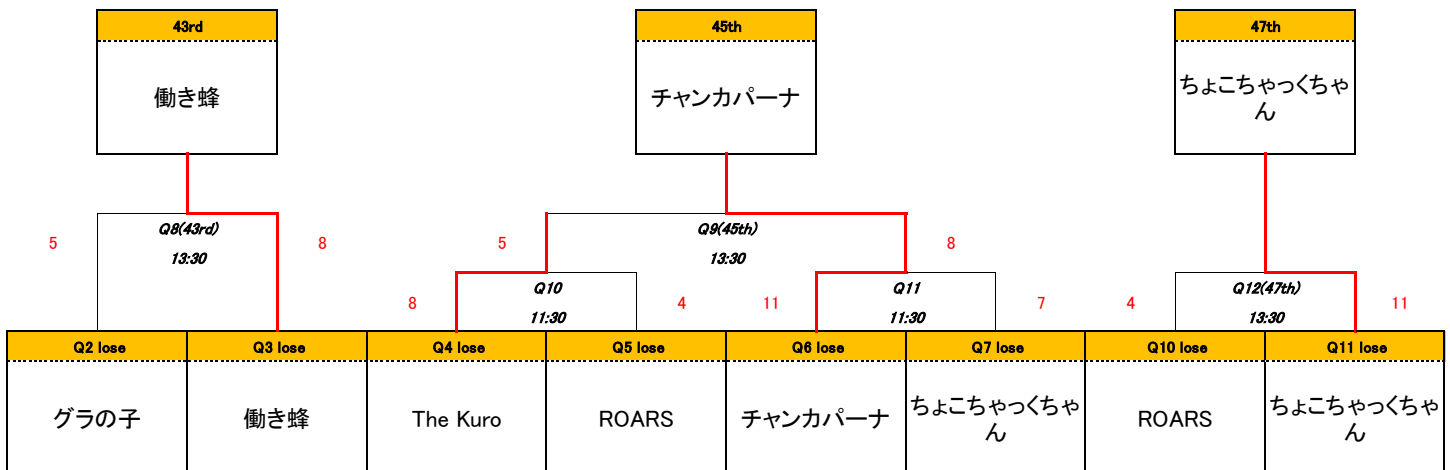 43rd
45th
47th
働き蜂
チャンカパーナ
ちょこちゃっくちゃ
ん
Q8(43rd)
Q9(45th)
5
8
5
8
13:30
13:30
Q10
Q11
Q12(47th)
8
4
11
7
4
11
11:30
11:30
13:30
Q2 lose
Q3 lose
Q4 lose
Q5 lose
Q6 lose
Q7 lose
Q10 lose
Q11 lose
グラの子
働き蜂
The Kuro
ROARS
チャンカパーナ
ちょこちゃっくちゃ
ん
ROARS
ちょこちゃっくちゃ
ん